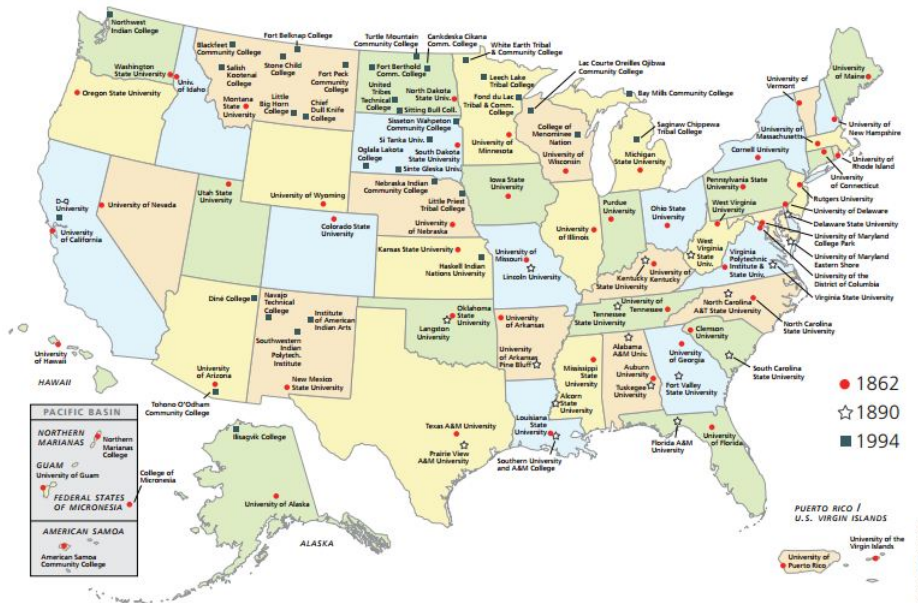 Northwest
Indian College
Washington
State University
Univ.
of Idaho
Oregon State University
Blackfeet
Community College
Fort Belknap College
Salish
Kootenai
College
Stone Child
College
Fort Peck
Community
College
Montana
State
University
Little
Big Horn
College
Chief
Dull Knife
College
Turtle Mountain
Community College
Cankdeska Cikana
Comm. College
Fort Berthold
Comm. College
United
Tribes
Technical
College
North Dakota
State Univ.
Sitting Bull Coll.
White Earth Tribal
& Community College
Leech Lake Tribal
College
Fond du Lac
Tribal & Comm.
College
Lac Courte Oreilles Ojibwa
Community College
Bay Mills Community College
Saginaw Chippewa
Tribal College
Sisseton Wahpeton
Community College
Si Tanka Univ.
Oglala Lakota
College
South Dakota
State University
Sinte Gleska Univ.
University of
Minnesota
College of
Menominee
Nation
University of
Wisconsin
Michigan
State University
University of
Vermont
University of Maine
University of
New Hampshire
University of
Massachusetts
Cornell University
University of
Rhode Island
University
of Connecticut
Pennsylvania State
University
Rutgers University
University of Delaware
Delaware State University
University of Maryland
College Park
University of Maryland
Eastern Shore
University of the
District of Columbia
Virginia State University
West Virginia
University
West
Virginia
State
Univ.
Virginia
Polytechnic
Institute &
State Univ.
Ohio State
University
Purdue
University
University
of Illinois
Iowa State
University
Nebraska Indian
Community College
Little Priest
Tribal College
University of
Nebraska
University of Wyoming
Utah State
University
Colorado State
University
University of Nevada
D-Q
University
University of
California
Kansas State University
Haskell Indian
Nations University
University of
Missouri
Lincoln University
Kentucky
State University
University of
Kentucky
Tennessee
State University
University of
Tennessee
North Carolina
A&T State University
North Carolina
State University
Clemson
University
South Carolina
State University
University
of Georgia
Fort Valley State
University
Alabama
A&M Univ.
Auburn
University
Tuskegee
University
Mississippi
State
University
Alcorn
State
University
University
of Arkansas
University
of Arkansas
Pine Bluff
Oklahoma
State
University
Langston
University
Diné College
Navajo
Technical
College
Institute
of American
Indian Arts
Southwestern
Indian
Polytech.
Institute
New Mexico
State University
University
of Arizona
Tohono O'Odham
Community College
Texas A&M University
Prairie View
A&M University
Louisiana
State
University
Southern University
and A&M College
Florida A&M
University
University
of Florida
University
of Hawaii
HAWAII
PACIFIC BASIN
NORTHERN
MARIANAS
Northern
Marianas
College
GUAM
University of Guam
FEDERAL STATES
OF MICRONESIA
College of
Micronesia
AMERICAN SAMOA
American Samoa
Community College
Ilisagvik College
University of Alaska
ALASKA
1862
1890
1994
PUERTO RICO /
U.S. VIRGIN ISLANDS
University of
Puerto Rico
University of the
Virgin Islands